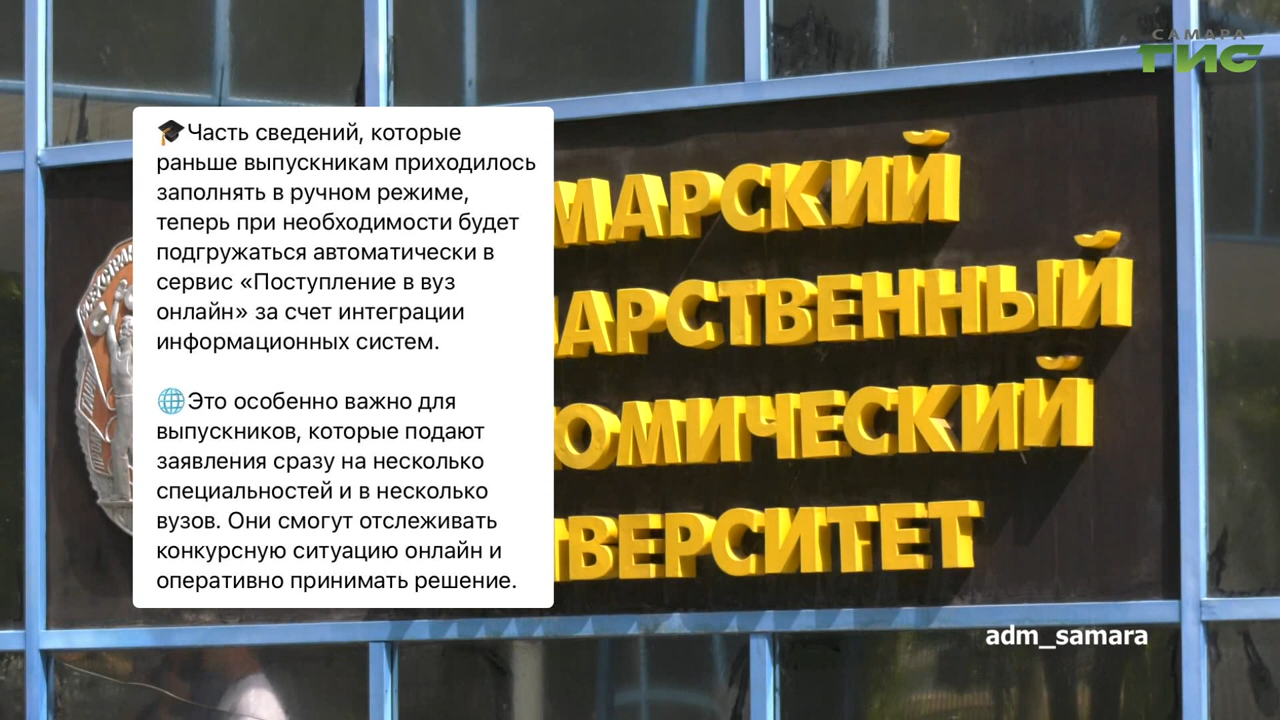 САМАРА
ГИС
🎓Часть сведений, которые
раньше выпускникам приходилось
заполнять в ручном режиме,
теперь при необходимости будет
подгружаться автоматически в
сервис «Поступление в вуз
онлайн» за счет интеграции
информационных систем.
🌐Это особенно важно для
выпускников, которые подают
заявления сразу на несколько
специальностей и в несколько
вузов. Они смогут отслеживать
конкурсную ситуацию онлайн и
оперативно принимать решение.
МАРСКИЙ
АРСТВЕННЫЙ
ОМИЧЕСКИЙ
ВЕРСИТЕТ
adm_samara